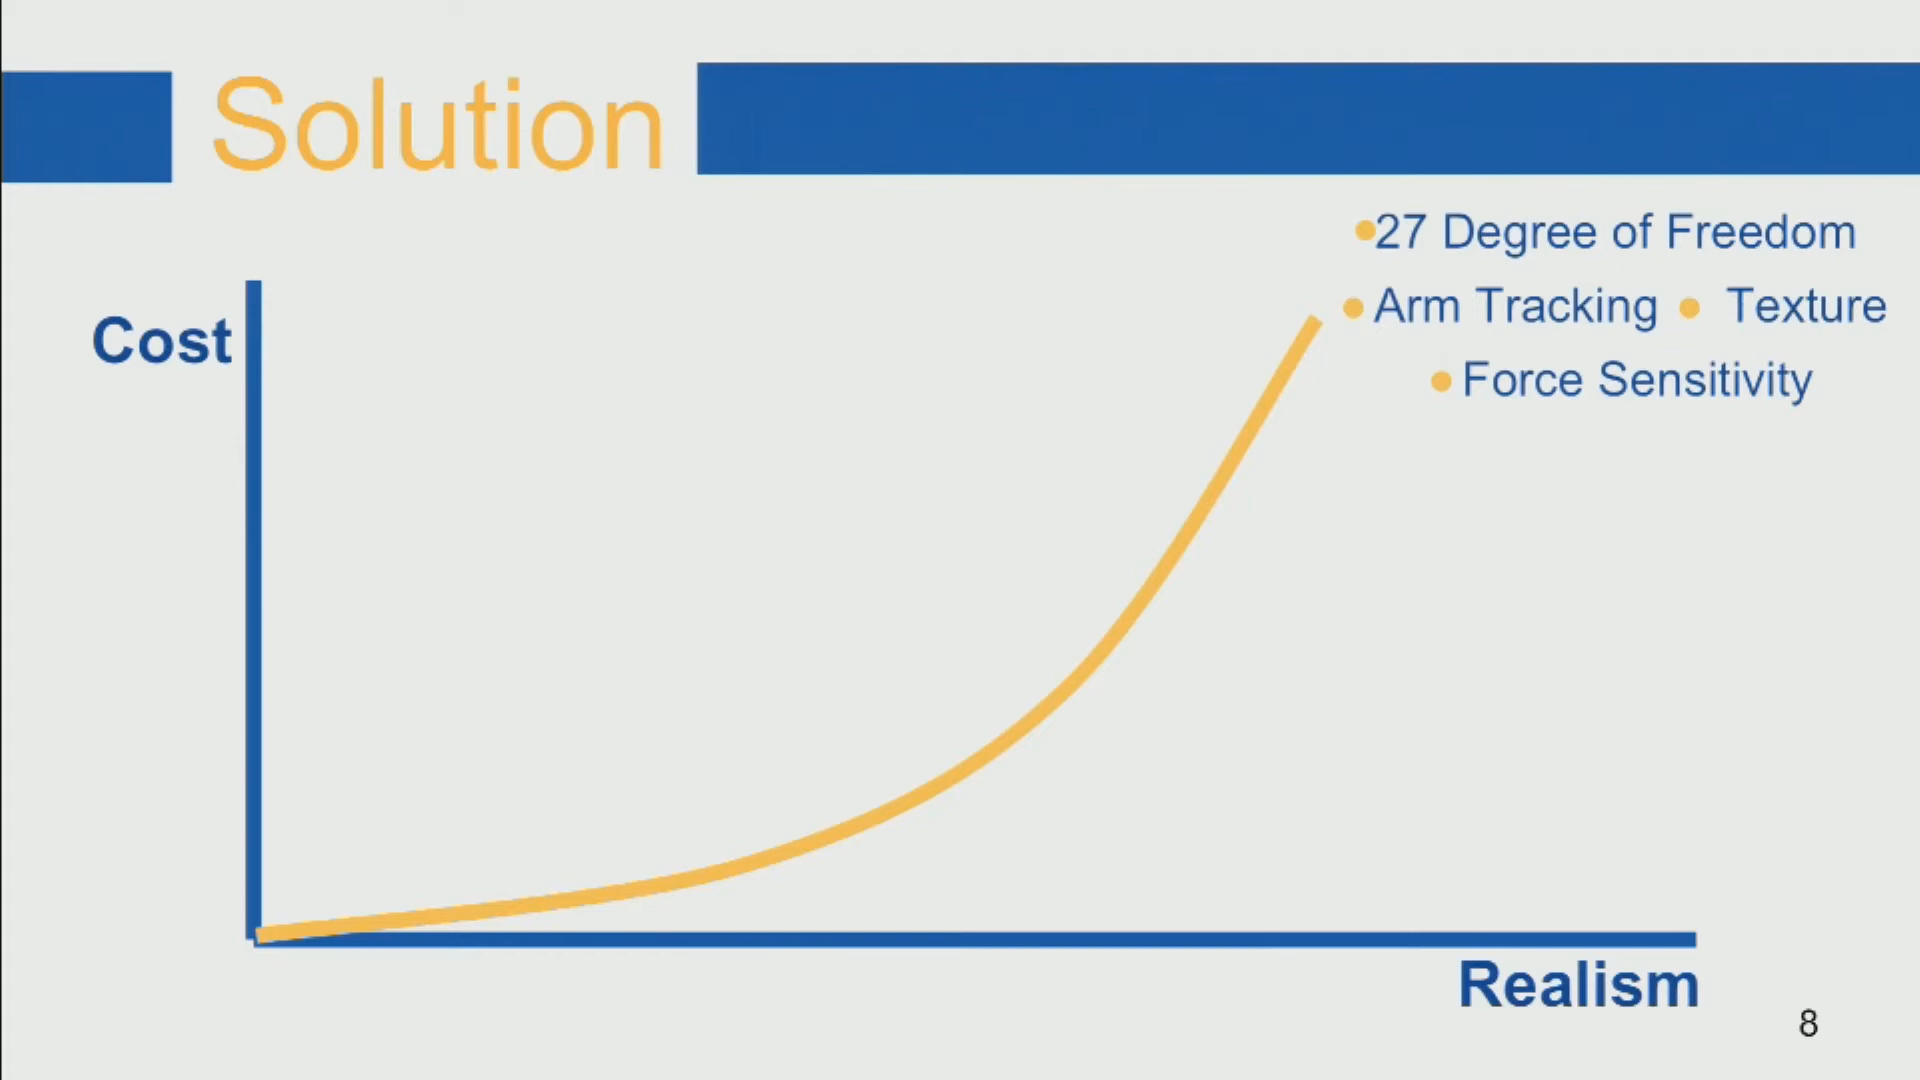 Solution
•27 Degree of Freedom
• Arm Tracking • Texture
• Force Sensitivity
Cost
Realism
8